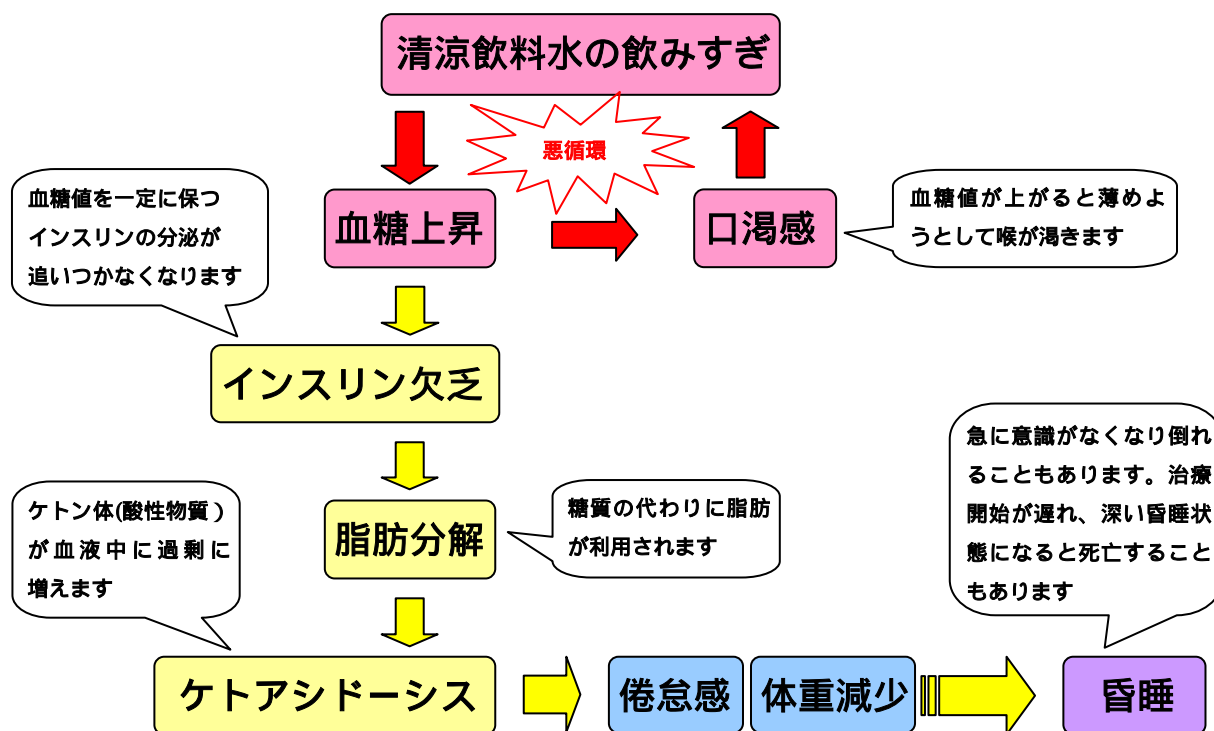 清涼飲料水の飲みすぎ
悪循環
血糖値を一定に保つ
インスリンの分泌が
追いつかなくなります
血糖上昇
口渇感
血糖値が上がると薄めよ
うとして喉が渇きます
インスリン欠乏
急に意識がなくなり倒れ
ることもあります。治療
開始が遅れ、深い昏睡状
態になると死亡すること
もあります
ケトン体(酸性物質)
が血液中に過剰に
増えます
脂肪分解
糖質の代わりに脂肪
が利用されます
ケトアシドーシス
倦怠感
体重減少
昏睡